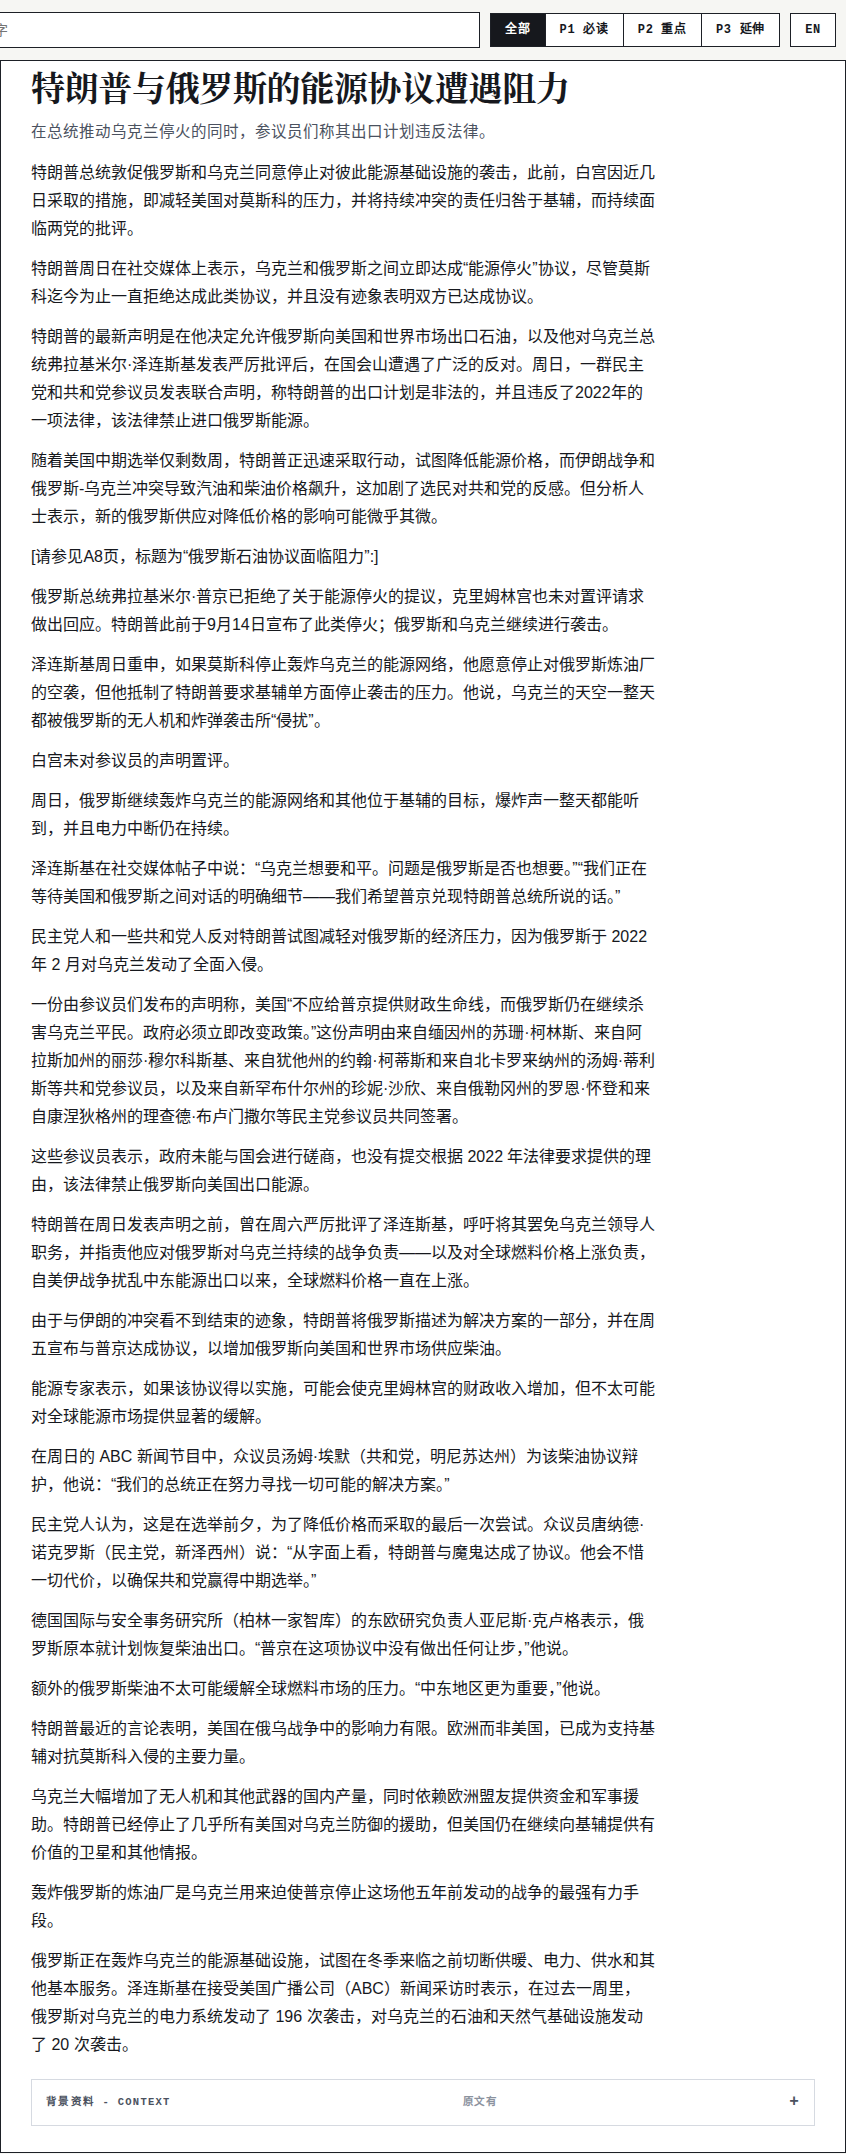 字
全部
P1 必读
P2 重点
P3 延伸
EN
特朗普与俄罗斯的能源协议遭遇阻力
在总统推动乌克兰停火的同时，参议员们称其出口计划违反法律。
特朗普总统敦促俄罗斯和乌克兰同意停止对彼此能源基础设施的袭击，此前，白宫因近几
日采取的措施，即减轻美国对莫斯科的压力，并将持续冲突的责任归咎于基辅，而持续面
临两党的批评。
特朗普周日在社交媒体上表示，乌克兰和俄罗斯之间立即达成“能源停火”协议，尽管莫斯
科迄今为止一直拒绝达成此类协议，并且没有迹象表明双方已达成协议。
特朗普的最新声明是在他决定允许俄罗斯向美国和世界市场出口石油，以及他对乌克兰总
统弗拉基米尔·泽连斯基发表严厉批评后，在国会山遭遇了广泛的反对。周日，一群民主
党和共和党参议员发表联合声明，称特朗普的出口计划是非法的，并且违反了2022年的
一项法律，该法律禁止进口俄罗斯能源。
随着美国中期选举仅剩数周，特朗普正迅速采取行动，试图降低能源价格，而伊朗战争和
俄罗斯-乌克兰冲突导致汽油和柴油价格飙升，这加剧了选民对共和党的反感。但分析人
士表示，新的俄罗斯供应对降低价格的影响可能微乎其微。
[请参见A8页，标题为“俄罗斯石油协议面临阻力”:]
俄罗斯总统弗拉基米尔·普京已拒绝了关于能源停火的提议，克里姆林宫也未对置评请求
做出回应。特朗普此前于9月14日宣布了此类停火；俄罗斯和乌克兰继续进行袭击。
泽连斯基周日重申，如果莫斯科停止轰炸乌克兰的能源网络，他愿意停止对俄罗斯炼油厂
的空袭，但他抵制了特朗普要求基辅单方面停止袭击的压力。他说，乌克兰的天空一整天
都被俄罗斯的无人机和炸弹袭击所“侵扰”。
白宫未对参议员的声明置评。
周日，俄罗斯继续轰炸乌克兰的能源网络和其他位于基辅的目标，爆炸声一整天都能听
到，并且电力中断仍在持续。
泽连斯基在社交媒体帖子中说：“乌克兰想要和平。问题是俄罗斯是否也想要。”“我们正在
等待美国和俄罗斯之间对话的明确细节——我们希望普京兑现特朗普总统所说的话。”
民主党人和一些共和党人反对特朗普试图减轻对俄罗斯的经济压力，因为俄罗斯于 2022
年 2 月对乌克兰发动了全面入侵。
一份由参议员们发布的声明称，美国“不应给普京提供财政生命线，而俄罗斯仍在继续杀
害乌克兰平民。政府必须立即改变政策。”这份声明由来自缅因州的苏珊·柯林斯、来自阿
拉斯加州的丽莎·穆尔科斯基、来自犹他州的约翰·柯蒂斯和来自北卡罗来纳州的汤姆·蒂利
斯等共和党参议员，以及来自新罕布什尔州的珍妮·沙欣、来自俄勒冈州的罗恩·怀登和来
自康涅狄格州的理查德·布卢门撒尔等民主党参议员共同签署。
这些参议员表示，政府未能与国会进行磋商，也没有提交根据 2022 年法律要求提供的理
由，该法律禁止俄罗斯向美国出口能源。
特朗普在周日发表声明之前，曾在周六严厉批评了泽连斯基，呼吁将其罢免乌克兰领导人
职务，并指责他应对俄罗斯对乌克兰持续的战争负责——以及对全球燃料价格上涨负责，
自美伊战争扰乱中东能源出口以来，全球燃料价格一直在上涨。
由于与伊朗的冲突看不到结束的迹象，特朗普将俄罗斯描述为解决方案的一部分，并在周
五宣布与普京达成协议，以增加俄罗斯向美国和世界市场供应柴油。
能源专家表示，如果该协议得以实施，可能会使克里姆林宫的财政收入增加，但不太可能
对全球能源市场提供显著的缓解。
在周日的 ABC 新闻节目中，众议员汤姆·埃默（共和党，明尼苏达州）为该柴油协议辩
护，他说：“我们的总统正在努力寻找一切可能的解决方案。”
民主党人认为，这是在选举前夕，为了降低价格而采取的最后一次尝试。众议员唐纳德·
诺克罗斯（民主党，新泽西州）说：“从字面上看，特朗普与魔鬼达成了协议。他会不惜
一切代价，以确保共和党赢得中期选举。”
德国国际与安全事务研究所（柏林一家智库）的东欧研究负责人亚尼斯·克卢格表示，俄
罗斯原本就计划恢复柴油出口。“普京在这项协议中没有做出任何让步，”他说。
额外的俄罗斯柴油不太可能缓解全球燃料市场的压力。“中东地区更为重要，”他说。
特朗普最近的言论表明，美国在俄乌战争中的影响力有限。欧洲而非美国，已成为支持基
辅对抗莫斯科入侵的主要力量。
乌克兰大幅增加了无人机和其他武器的国内产量，同时依赖欧洲盟友提供资金和军事援
助。特朗普已经停止了几乎所有美国对乌克兰防御的援助，但美国仍在继续向基辅提供有
价值的卫星和其他情报。
轰炸俄罗斯的炼油厂是乌克兰用来迫使普京停止这场他五年前发动的战争的最强有力手
段。
俄罗斯正在轰炸乌克兰的能源基础设施，试图在冬季来临之前切断供暖、电力、供水和其
他基本服务。泽连斯基在接受美国广播公司（ABC）新闻采访时表示，在过去一周里，
俄罗斯对乌克兰的电力系统发动了 196 次袭击，对乌克兰的石油和天然气基础设施发动
了 20 次袭击。
背景资料 - CONTEXT
原文有
+